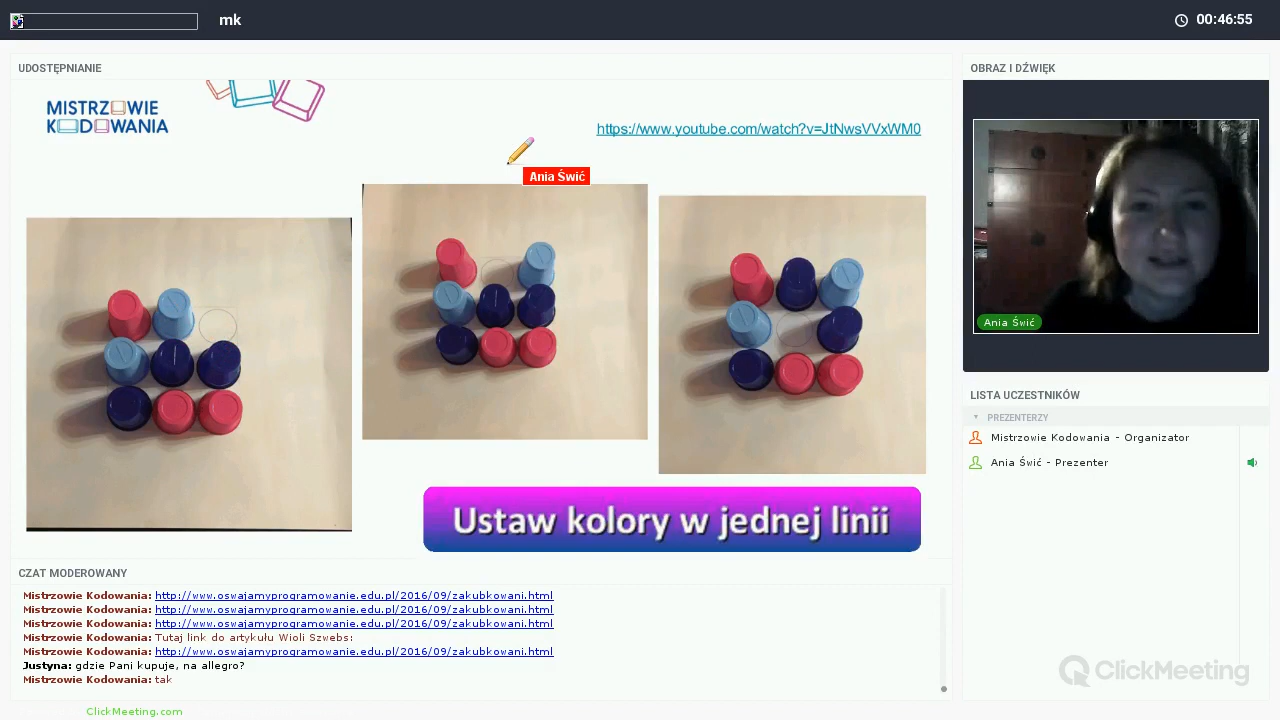 mk
00:46:55
UDOSTĘPNIANIE
OBRAZ I DŹWIĘK
MISTRZOWIE
KODOWANIA
https://www.youtube.com/watch?v=JtNwsVVxWM0
Ania Świć
Ania Świć
Ustaw kolory w jednej linii
LISTA UCZESTNIKÓW
PREZENTERZY
Mistrzowie Kodowania - Organizator
Ania Świć - Prezenter
CZAT MODEROWANY
Mistrzowie Kodowania: http://www.oswajamyprogramowanie.edu.pl/2016/09/zakubkowani.html
Mistrzowie Kodowania: http://www.oswajamyprogramowanie.edu.pl/2016/09/zakubkowani.html
Mistrzowie Kodowania: http://www.oswajamyprogramowanie.edu.pl/2016/09/zakubkowani.html
Mistrzowie Kodowania: Tutaj link do artykułu Wioli Szwebs:
Mistrzowie Kodowania: http://www.oswajamyprogramowanie.edu.pl/2016/09/zakubkowani.html
Justyna: gdzie Pani kupuje, na allegro?
Mistrzowie Kodowania: tak
ClickMeeting
ClickMeeting.com